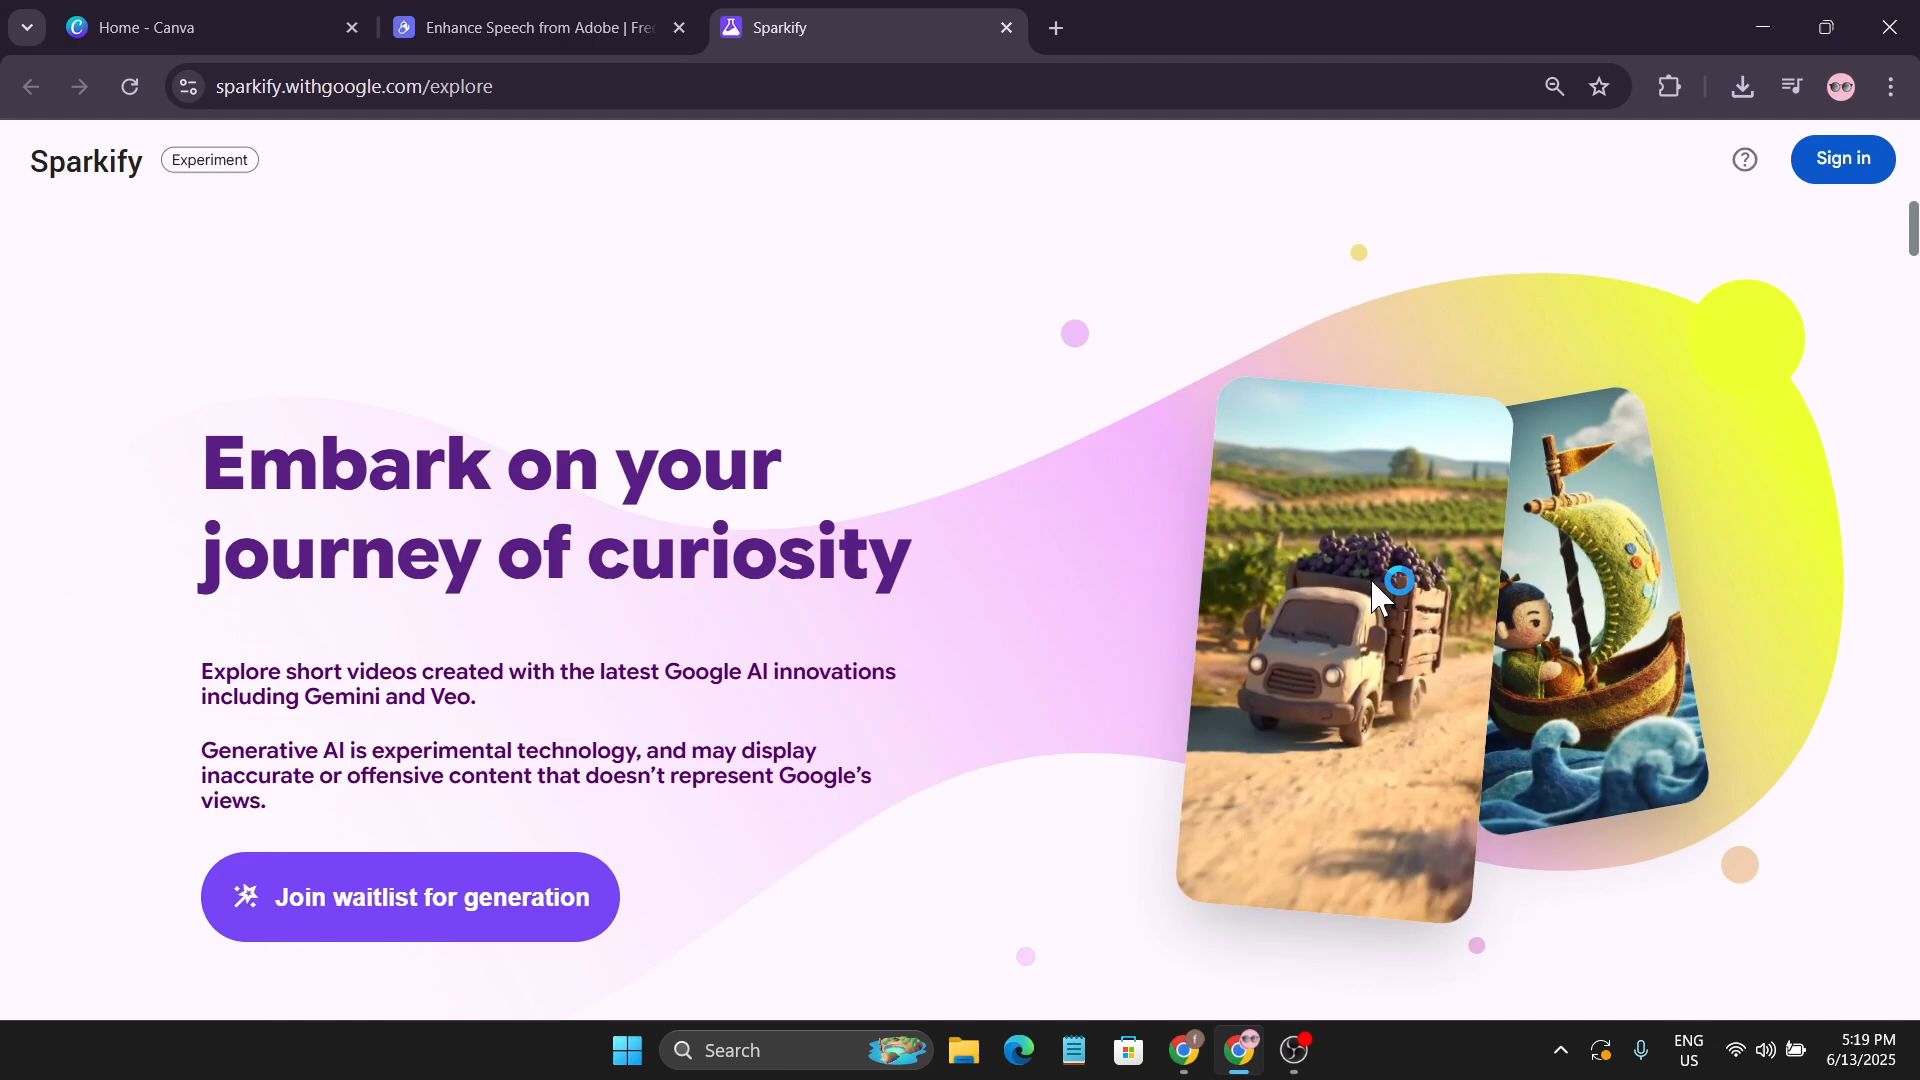 Home - Canva
Enhance Speech from Adobe | Fre
Sparkify
sparkify.withgoogle.com/explore
Sparkify
Experiment
Sign in
Embark on your
journey of curiosity
Explore short videos created with the latest Google AI innovations
including Gemini and Veo.
Generative AI is experimental technology, and may display
inaccurate or offensive content that doesn't represent Google's
views.
Join waitlist for generation
Search
ENG
US
5:19 PM
6/13/2025